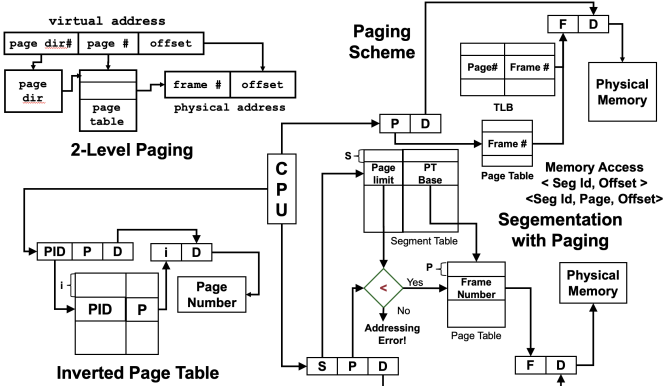 virtual address
page dir# page # offset
page
dir
page
table
frame # offset
physical address
2-Level Paging
Paging
Scheme
F D
Page# Frame #
TLB
Physical
Memory
P D
Frame #
Page Table
C
P
U
Memory Access
< Seg Id, Offset >
<Seg Id, Page, Offset>
Segmentation
with Paging
S
Page
limit
PT
Base
Segment Table
PID P D
i D
i
PID P
Page
Number
Inverted Page Table
<
Yes
No
Addressing
Error!
P
Frame
Number
Page Table
Physical
Memory
S P D
F D